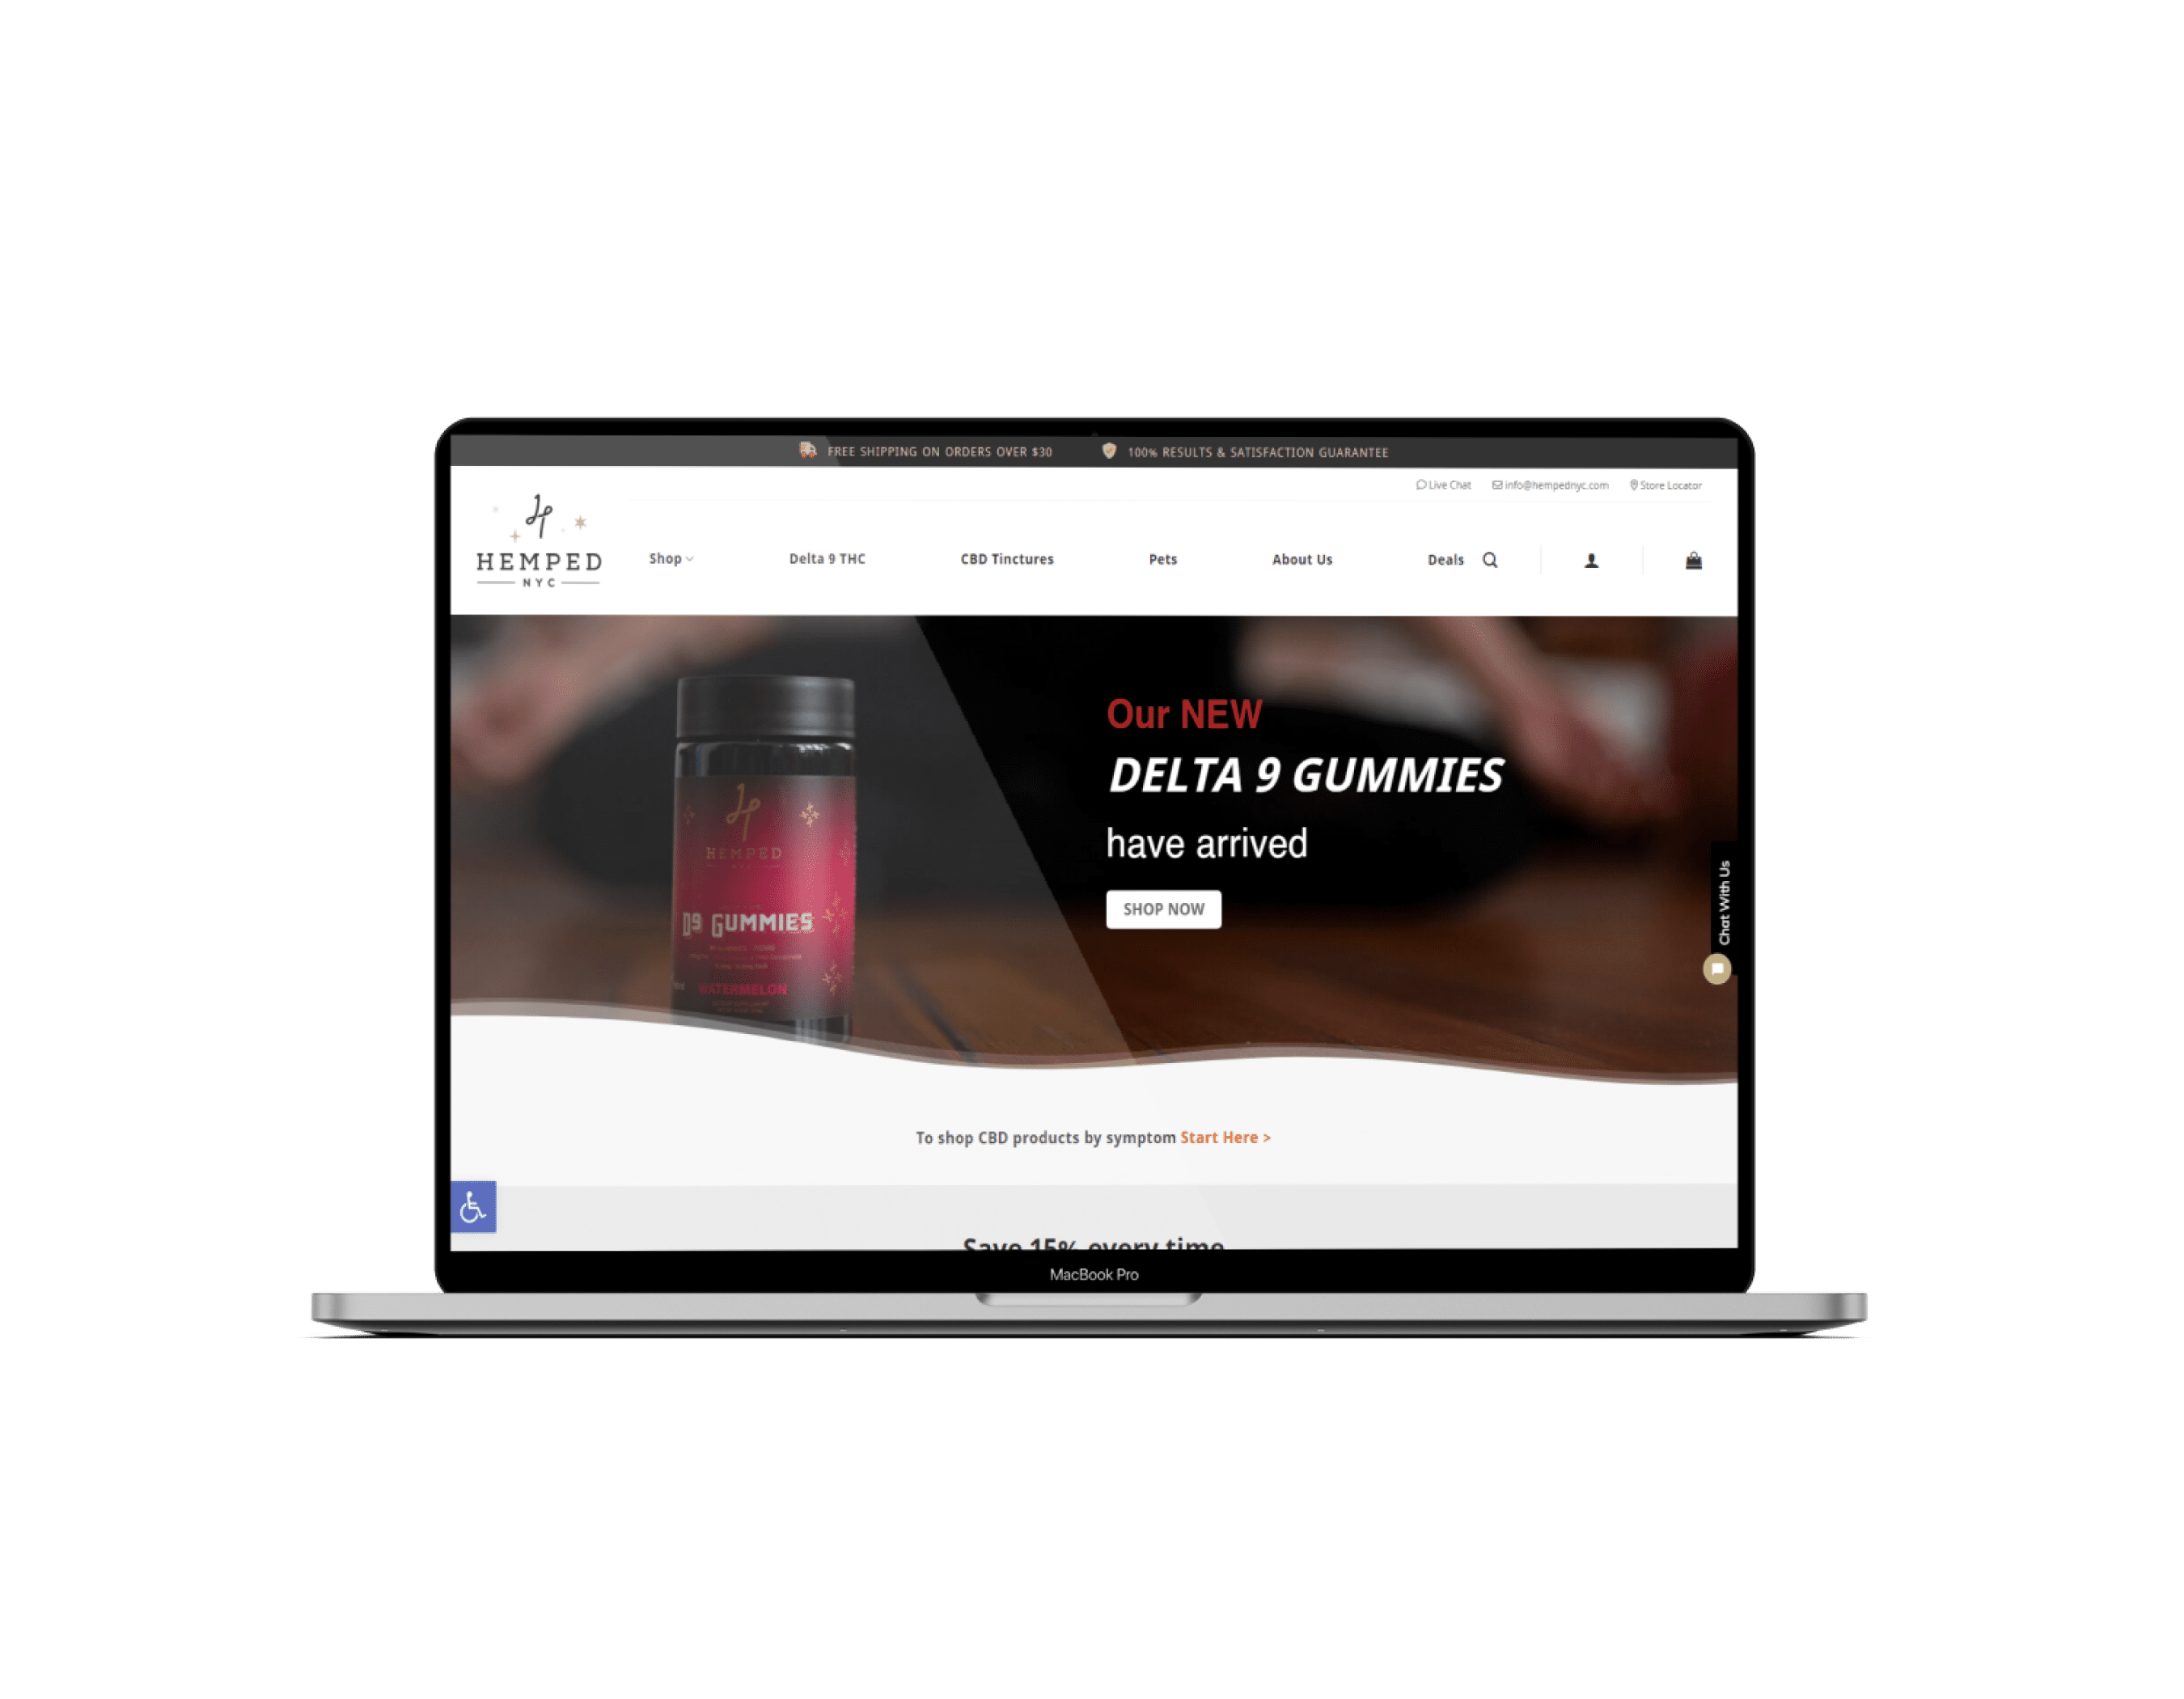 FREE SHIPPING ON ORDERS OVER $30
100% RESULTS & SATISFACTION GUARANTEE
Live Chat
info@hempednyc.com
Store Locator
HEMPED
NYC
Shop
Delta 9 THC
CBD Tinctures
Pets
About Us
Deals
Our NEW
DELTA 9 GUMMIES
have arrived
SHOP NOW
HEMPED
D9 GUMMIES
WATERMELON
Chat With Us
To shop CBD products by symptom Start Here >
Save 15% every time
MacBook Pro